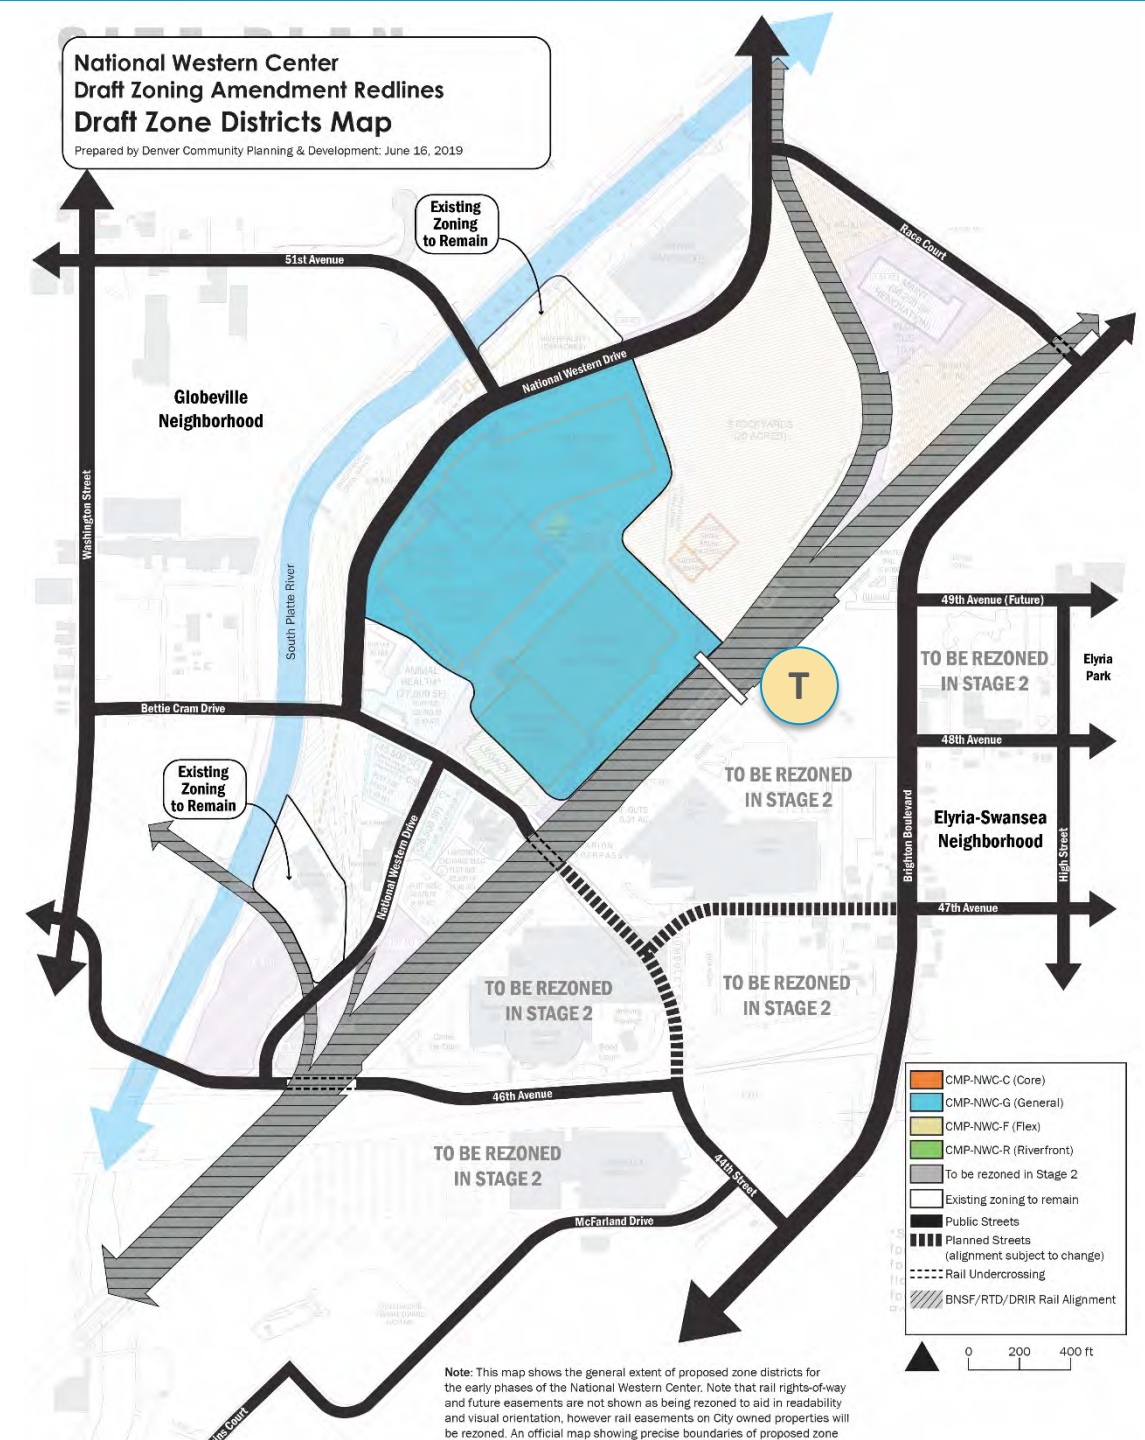 National Western Center
Draft Zoning Amendment Redlines
Draft Zone Districts Map
Prepared by Denver Community Planning & Development: June 16, 2019
Existing
Zoning
to Remain
51st Avenue
Race Court
National Western Drive
Globeville
Neighborhood
STOCKYARDS
(20 ACRES)
Washington Street
South Platte River
49th Avenue (Future)
TO BE REZONED
IN STAGE 2
Elyria
Park
T
ANIMAL
HEALTH
Bettie Cram Drive
48th Avenue
Existing
Zoning
to Remain
TO BE REZONED
IN STAGE 2
Elyria-Swansea
Neighborhood
National Western Drive
Brighton Boulevard
High Street
47th Avenue
TO BE REZONED
IN STAGE 2
TO BE REZONED
IN STAGE 2
46th Avenue
TO BE REZONED
IN STAGE 2
44th Street
McFarland Drive
CMP-NWC-C (Core)
CMP-NWC-G (General)
CMP-NWC-F (Flex)
CMP-NWC-R (Riverfront)
To be rezoned in Stage 2
Existing zoning to remain
Public Streets
Planned Streets
(alignment subject to change)
Rail Undercrossing
BNSF/RTD/DRIR Rail Alignment
0 200 400 ft
Note: This map shows the general extent of proposed zone districts for
the early phases of the National Western Center. Note that rail rights-of-way
and future easements are not shown as being rezoned to aid in readability
and visual orientation, however rail easements on City owned properties will
be rezoned. An official map showing precise boundaries of proposed zone
Court